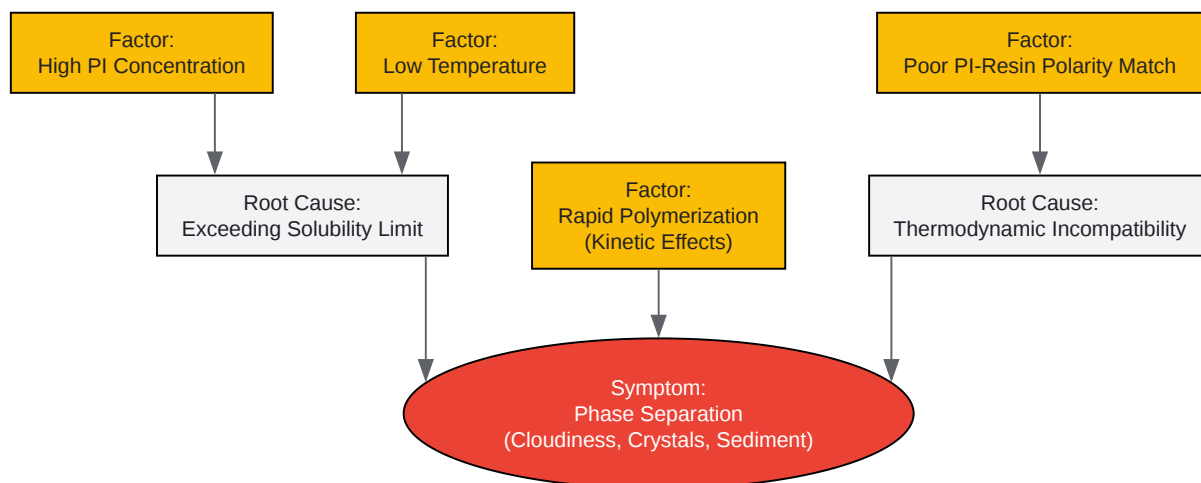 Factor:
High PI Concentration
Factor:
Low Temperature
Factor:
Poor PI-Resin Polarity Match
Factor:
Rapid Polymerization
(Kinetic Effects)
Root Cause:
Exceeding Solubility Limit
Root Cause:
Thermodynamic Incompatibility
Symptom:
Phase Separation
(Cloudiness, Crystals, Sediment)